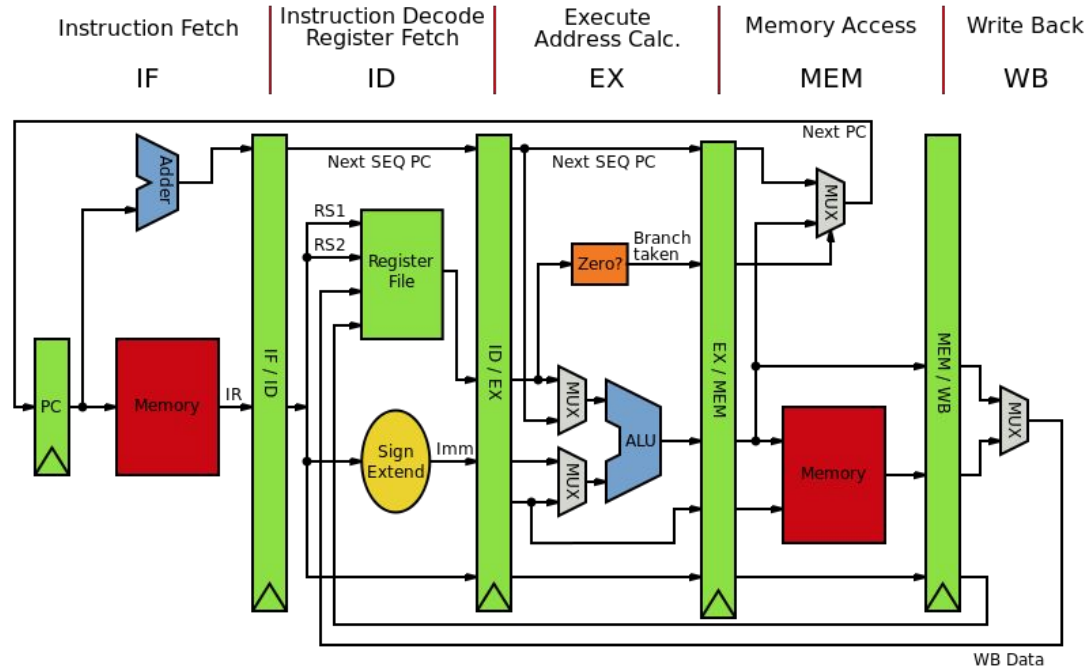 Instruction Fetch
Instruction Decode
Register Fetch
Execute
Address Calc.
Memory Access
Write Back
IF
ID
EX
MEM
WB
Next PC
Adder
Next SEQ PC
Next SEQ PC
MUX
RS1
RS2
Register
File
Branch
taken
Zero?
IF / ID
ID / EX
EX / MEM
MEM / WB
PC
Memory
IR
MUX
ALU
MUX
Sign
Extend
Imm
MUX
Memory
WB Data